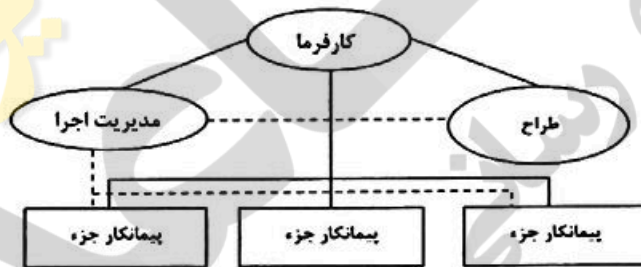 کارفرما
طراح
مدیریت اجرا
پیمانکار جزء
پیمانکار جزء
پیمانکار جزء